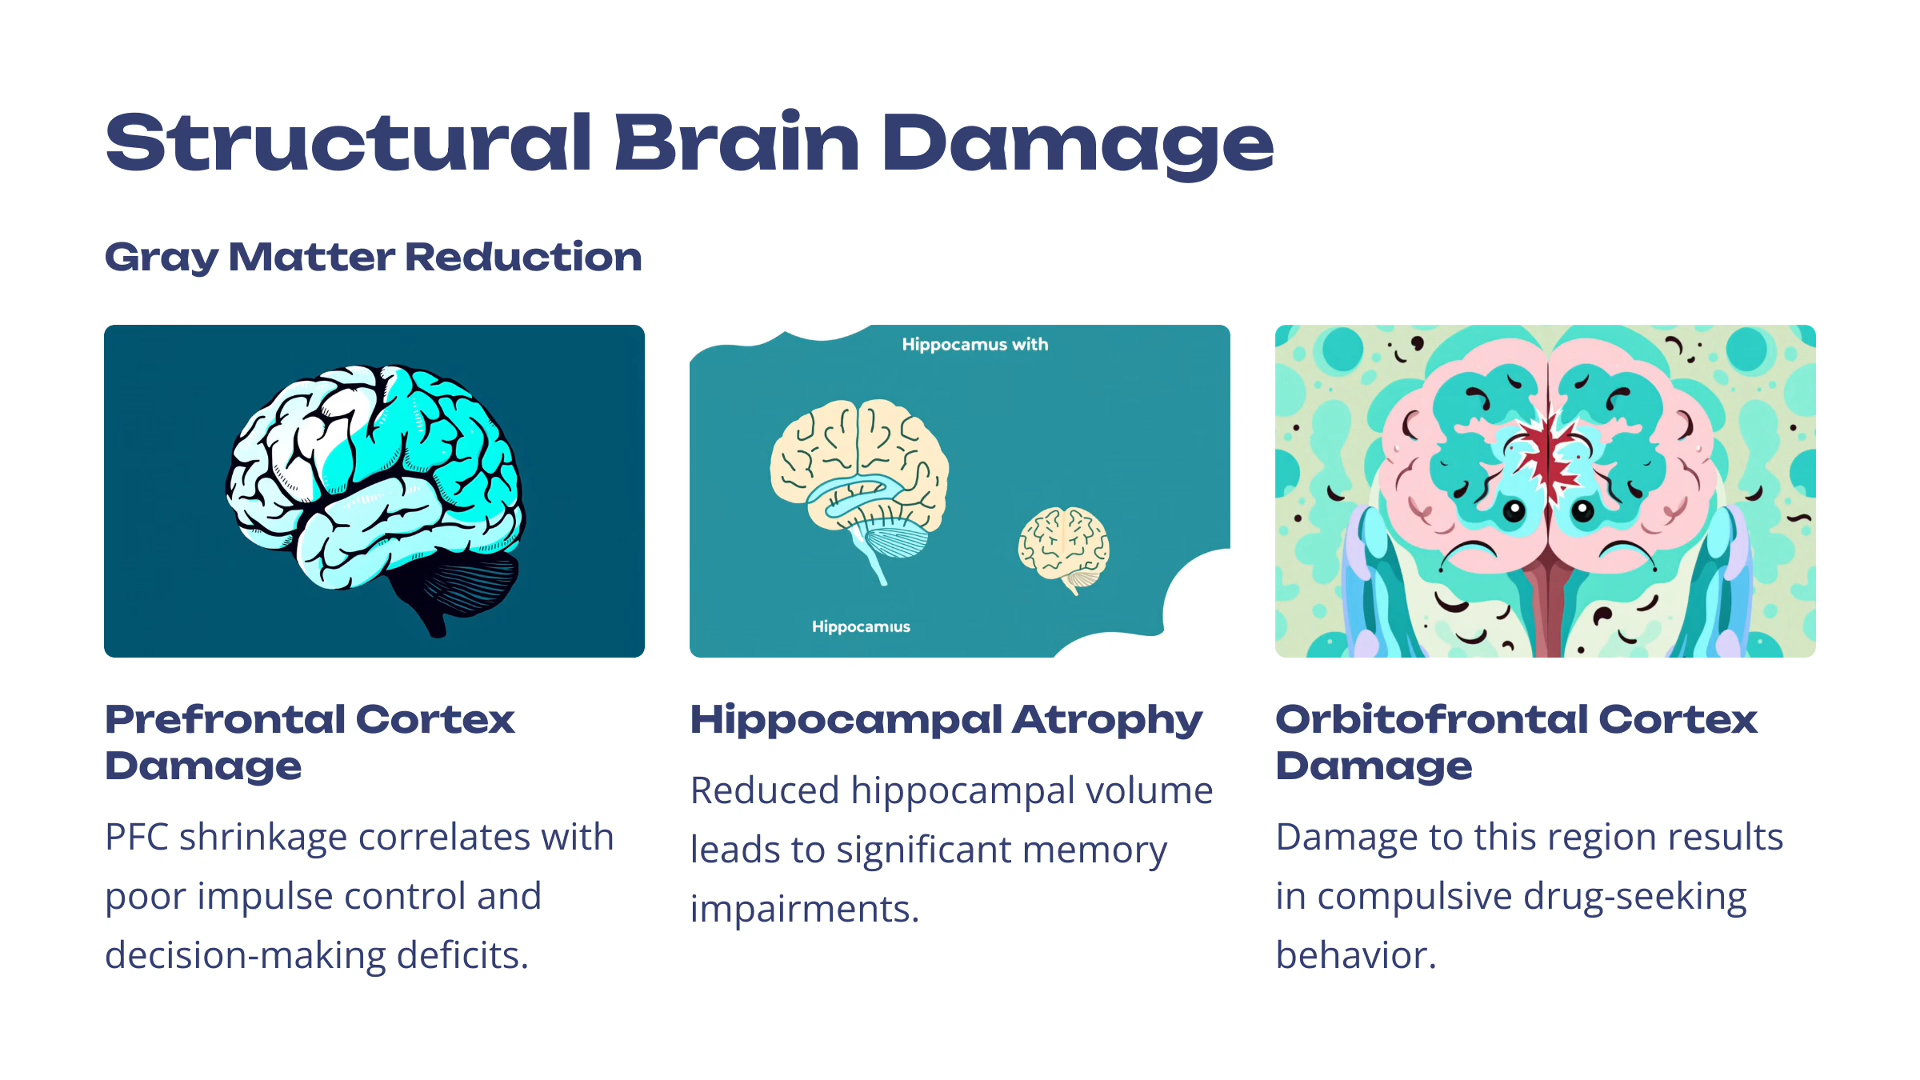 Structural Brain Damage
Gray Matter Reduction
Hippocamus with
Hippocamıus
Prefrontal Cortex
Damage
PFC shrinkage correlates with
poor impulse control and
decision-making deficits.
Hippocampal Atrophy
Reduced hippocampal volume
leads to significant memory
impairments.
Orbitofrontal Cortex
Damage
Damage to this region results
in compulsive drug-seeking
behavior.